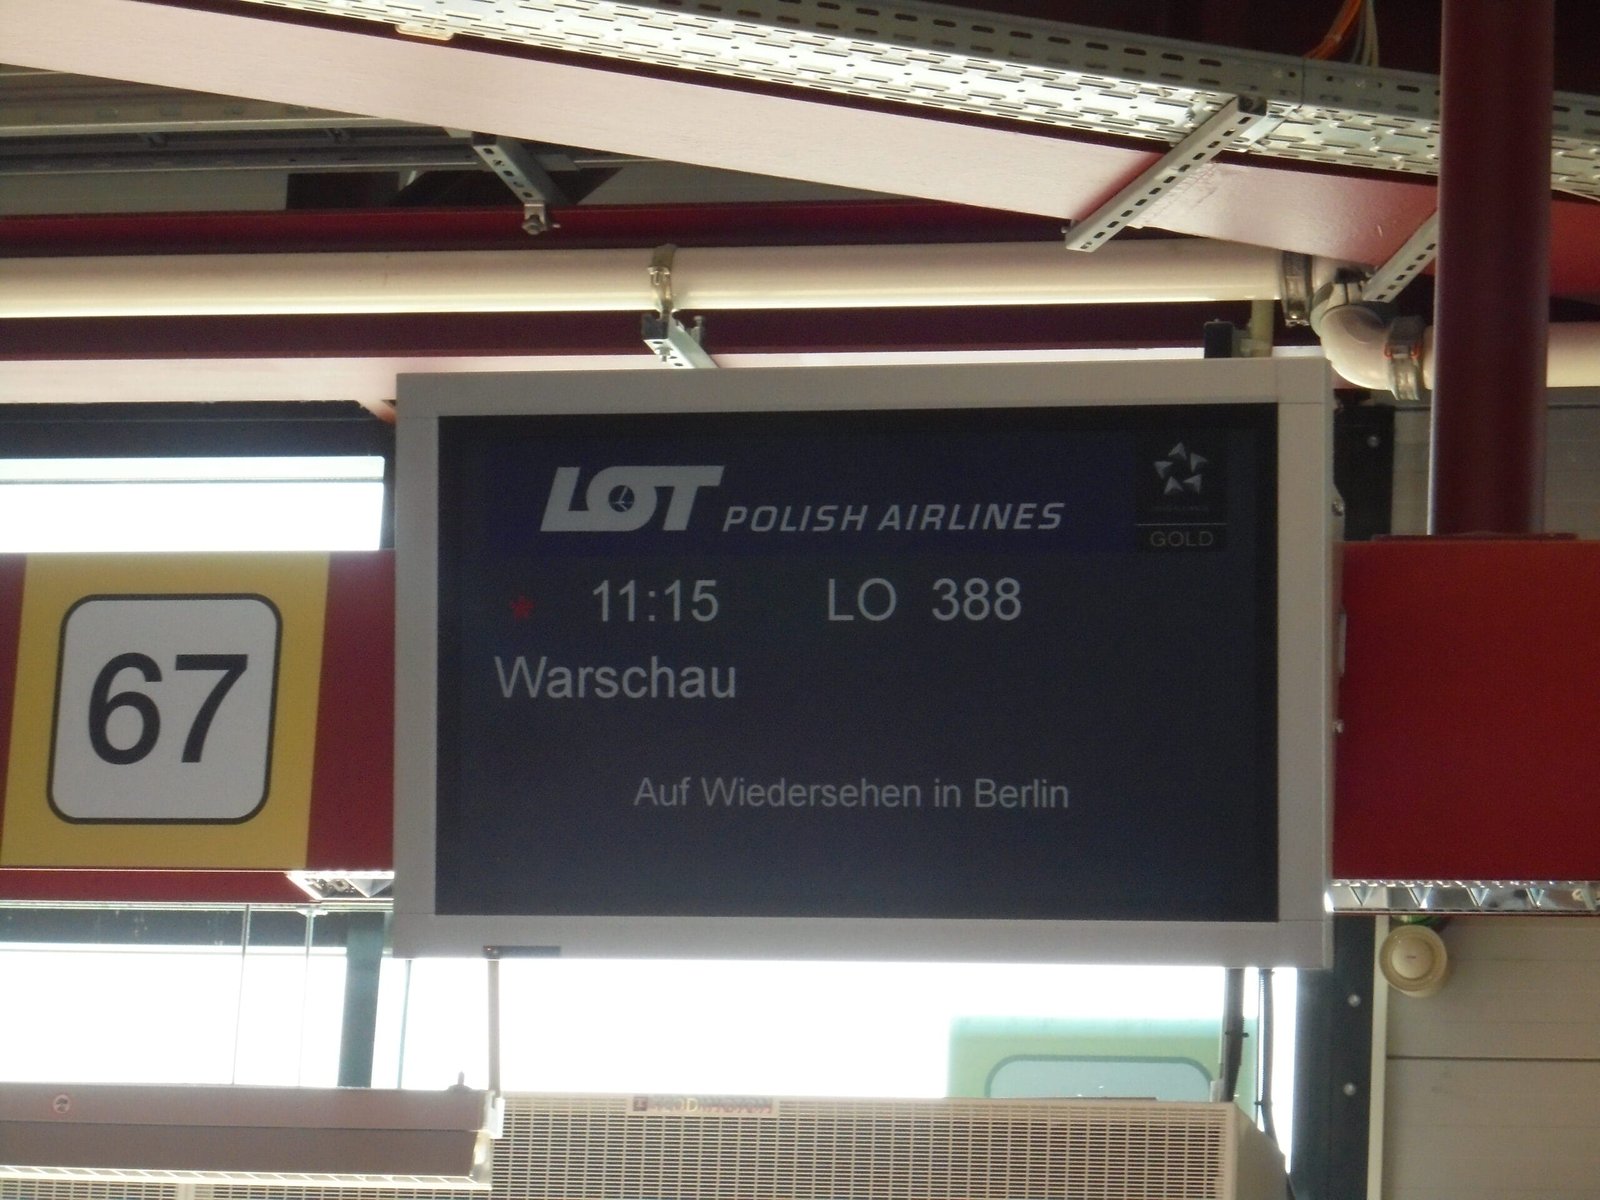 LOT POLISH AIRLINES
GOLD
11:15 LO 388
Warschau
Auf Wiedersehen in Berlin
67